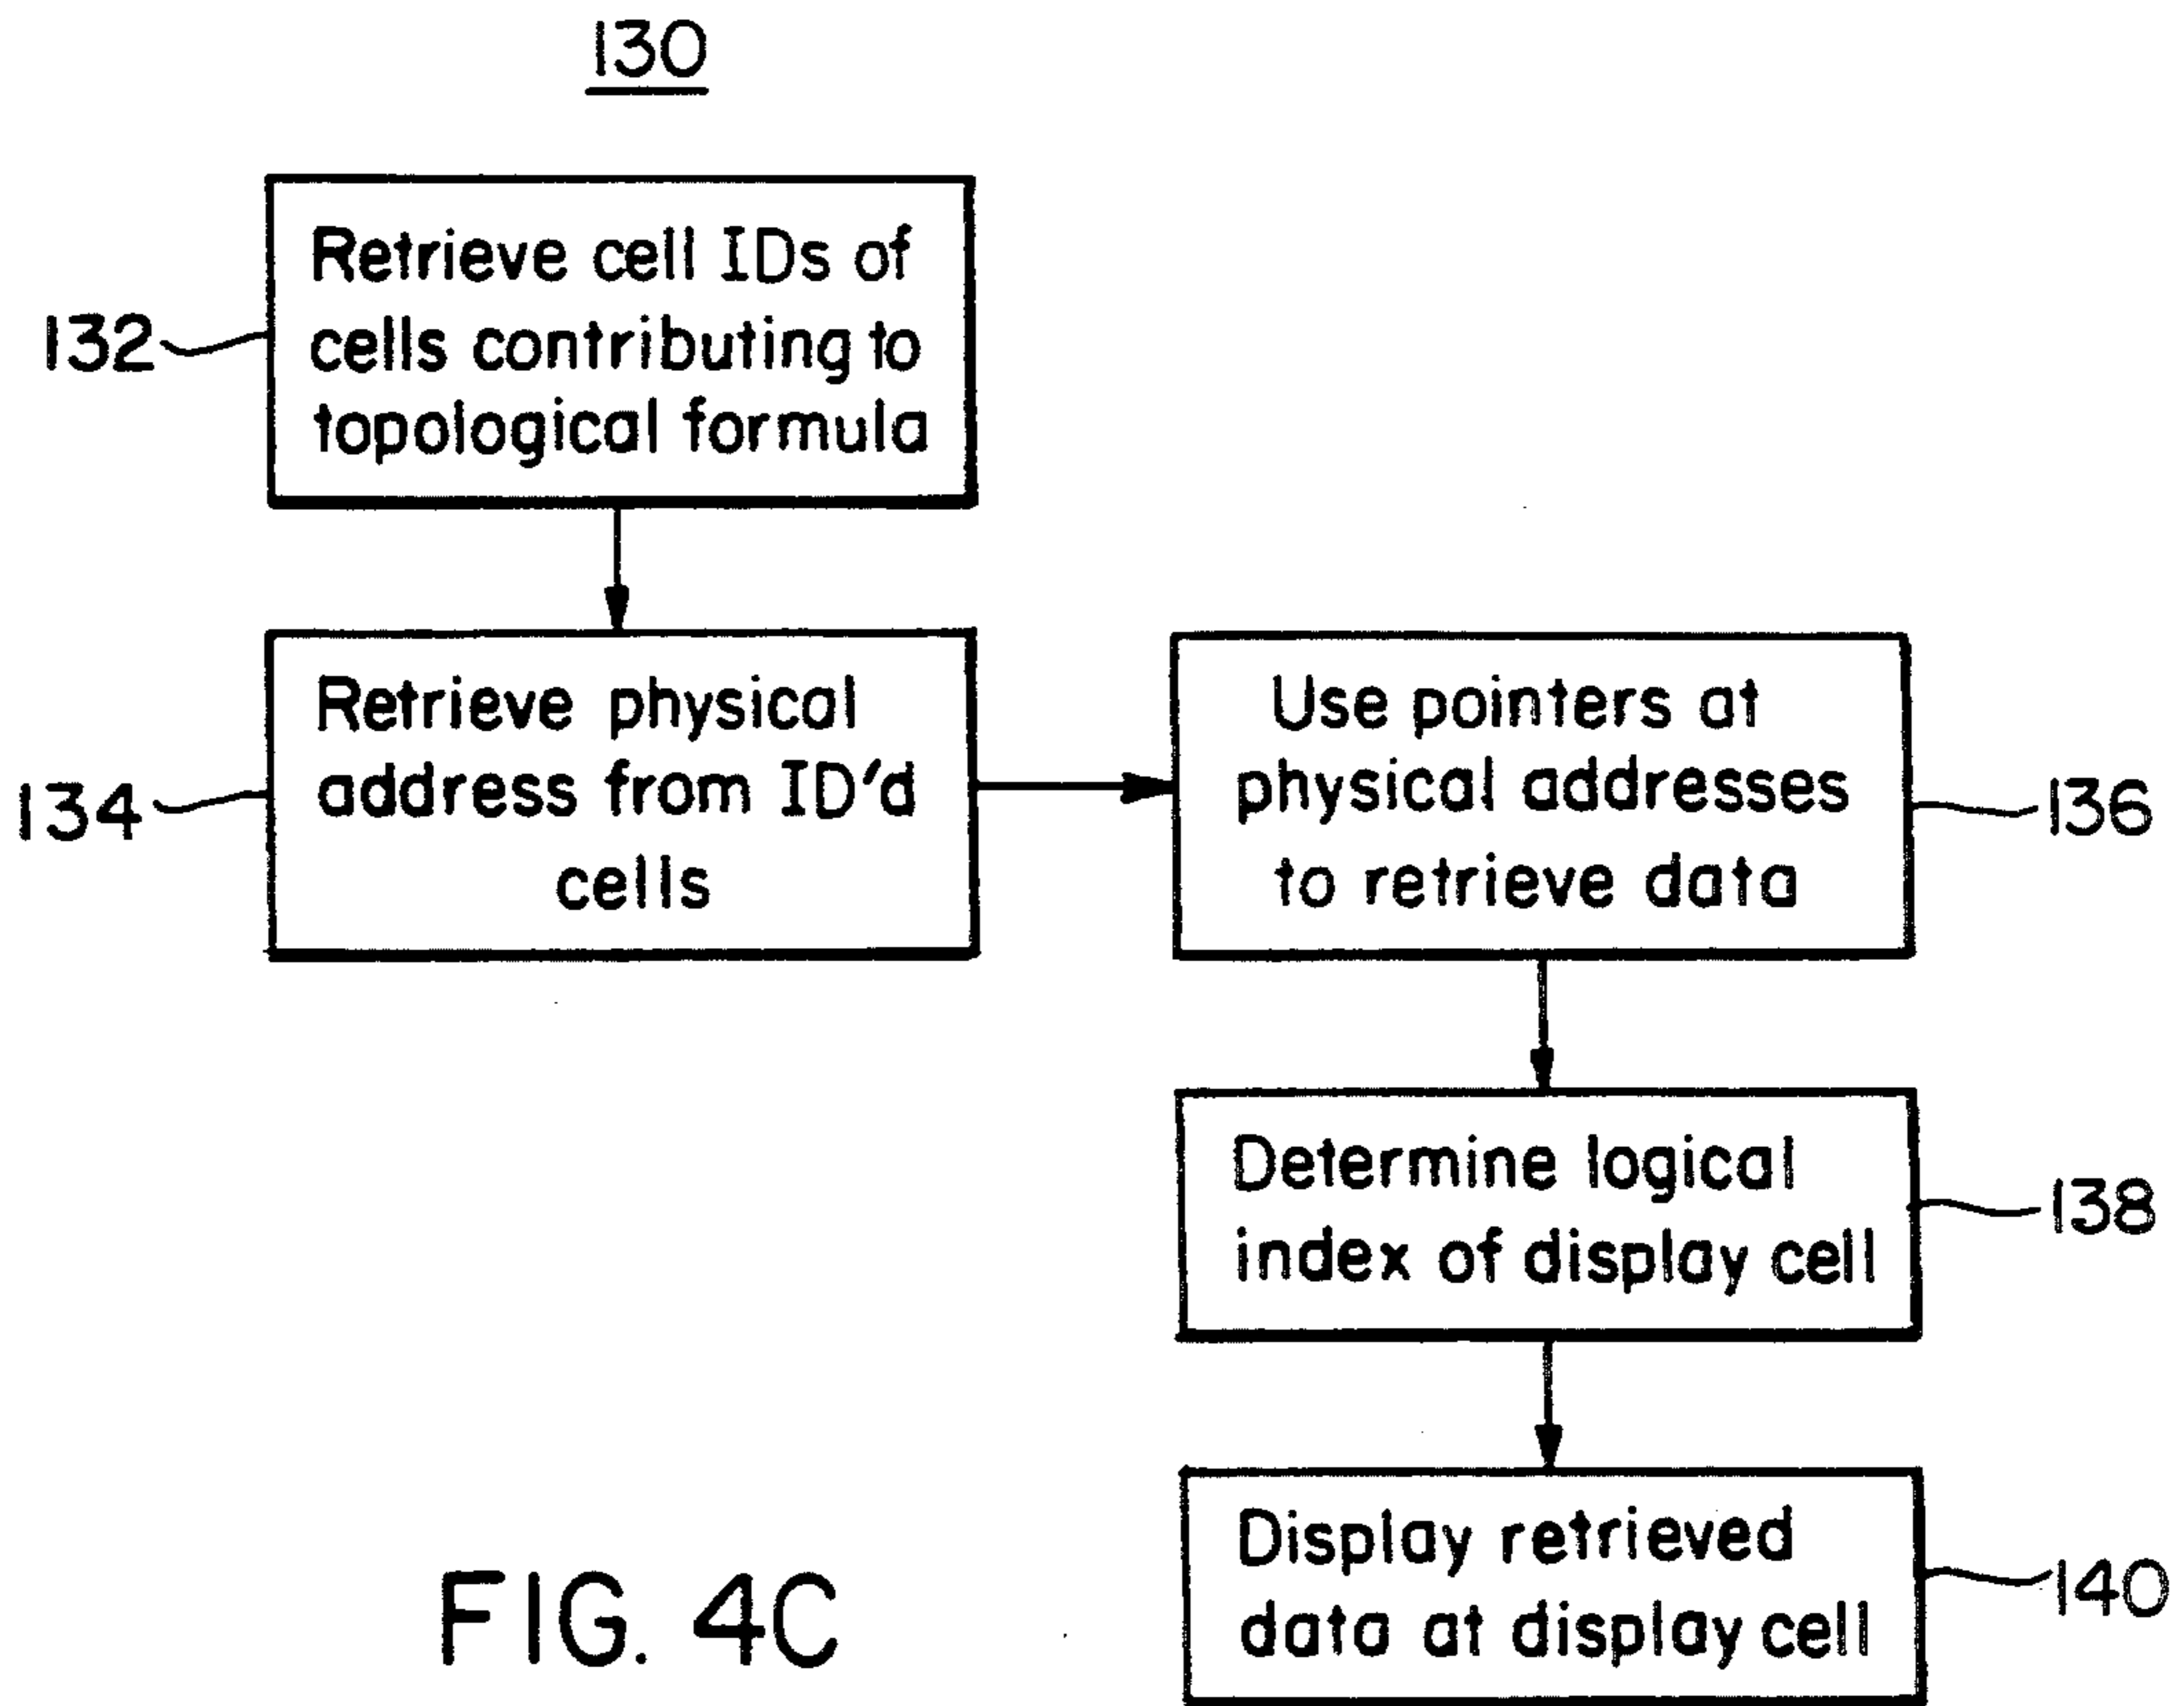 130
132
Retrieve cell IDs of
cells contributing to
topological formula
134
Retrieve physical
address from ID'd
cells
Use pointers at
physical addresses
to retrieve data
136
Determine logical
index of display cell
138
Display retrieved
data at display cell
140
FIG. 4C